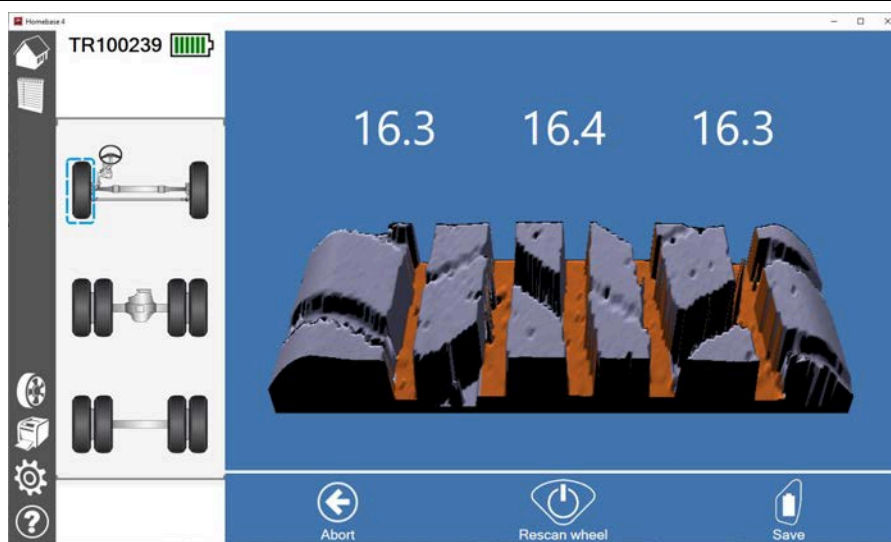 Homebase 4
TR100239
16.3 16.4 16.3
?
Abort Rescan wheel Save